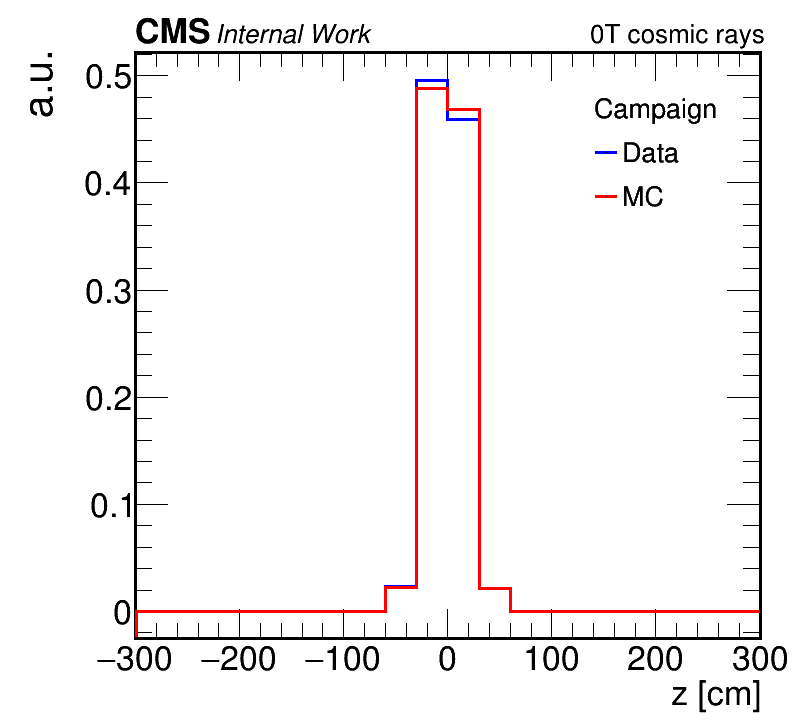 CMS Internal Work 0T cosmic rays
a.u.
0.5
0.4
0.3
0.2
0.1
0
Campaign
Data
MC
−300 −200 −100 0 100 200 300
z [cm]